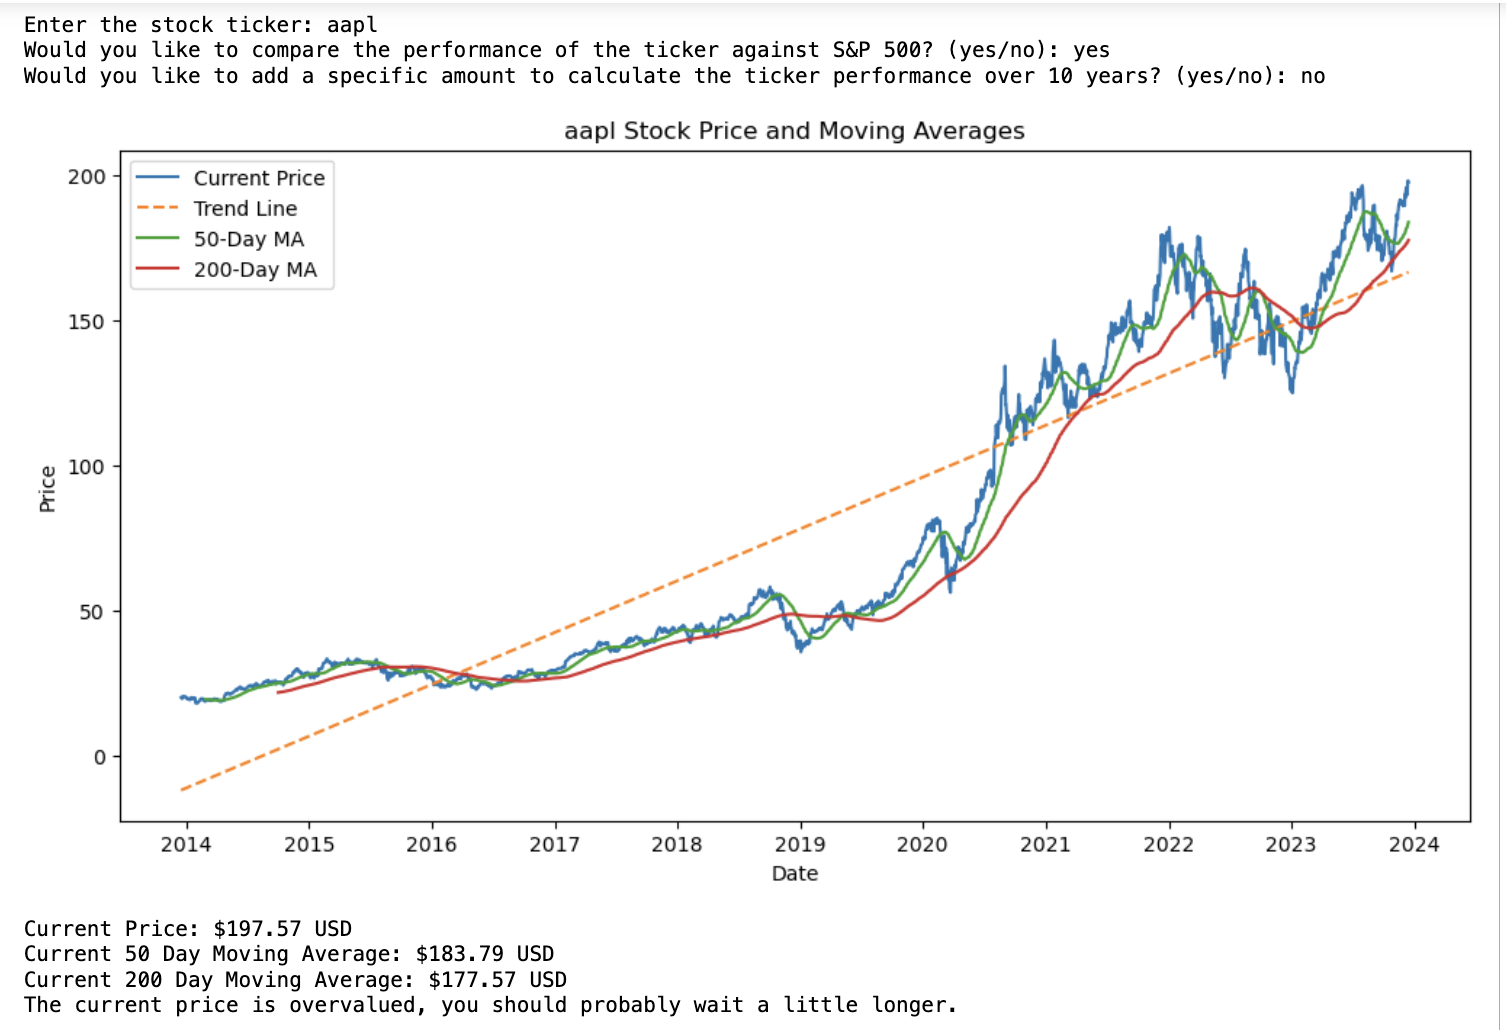 Enter the stock ticker: aapl
Would you like to compare the performance of the ticker against S&P 500? (yes/no): yes
Would you like to add a specific amount to calculate the ticker performance over 10 years? (yes/no): no
aapl Stock Price and Moving Averages
Current Price
Trend Line
50-Day MA
200-Day MA
200
150
100
50
0
Price
2014 2015 2016 2017 2018 2019 2020 2021 2022 2023 2024
Date
Current Price: $197.57 USD
Current 50 Day Moving Average: $183.79 USD
Current 200 Day Moving Average: $177.57 USD
The current price is overvalued, you should probably wait a little longer.